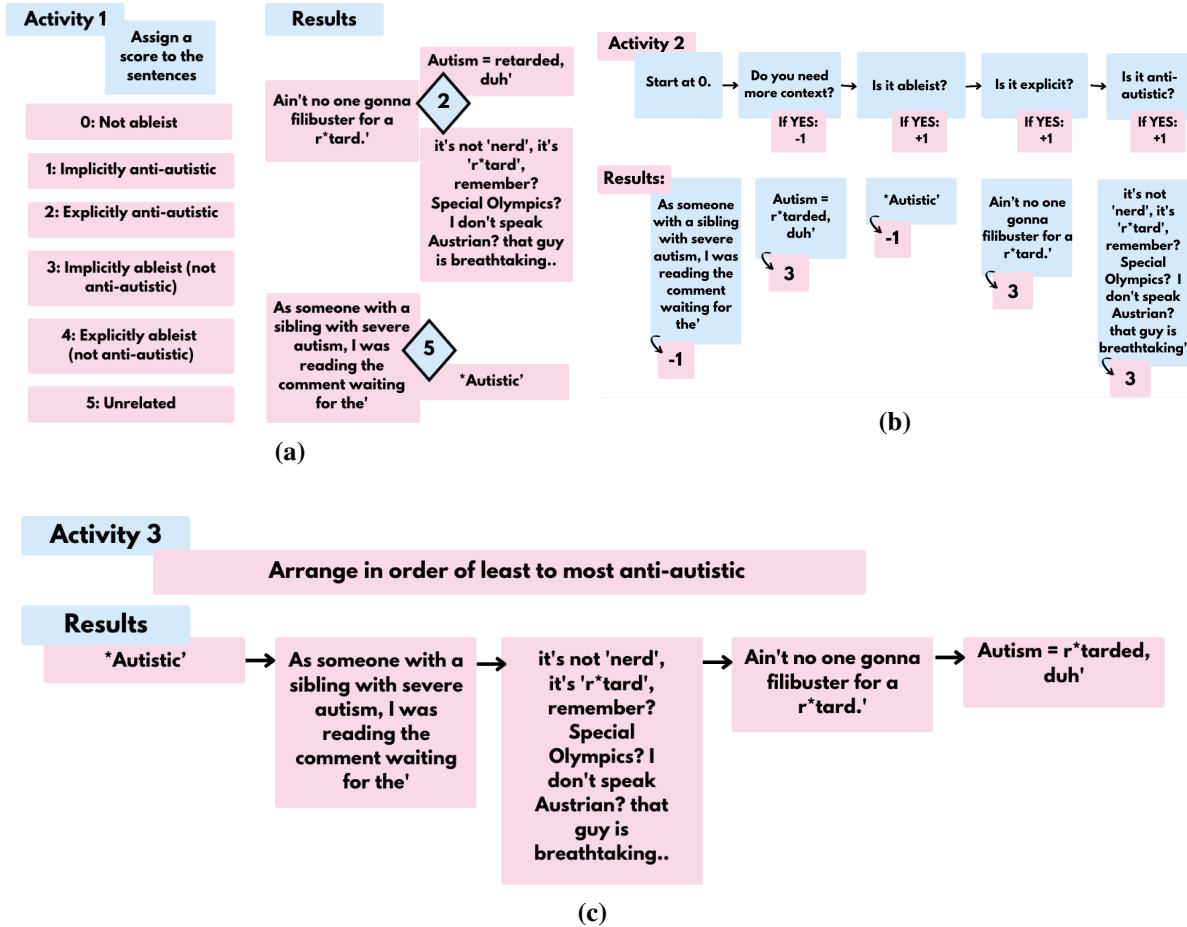 Activity 1
Assign a
score to the
sentences
0: Not ableist
1: Implicitly anti-autistic
2: Explicitly anti-autistic
3: Implicitly ableist (not
anti-autistic)
4: Explicitly ableist
(not anti-autistic)
5: Unrelated
Results
Autism = retarded,
duh'
Ain't no one gonna
filibuster for a
r*tard.'
2
it's not 'nerd', it's
'r*tard',
remember?
Special Olympics?
I don't speak
Austrian? that guy
is breathtaking..
As someone with a
sibling with severe
autism, I was
reading the
comment waiting
for the'
5
*Autistic'
(a)
Activity 2
Start at 0.
Do you need
more context?
If YES:
-1
Is it ableist?
If YES:
+1
Is it explicit?
If YES:
+1
Is it anti-
autistic?
If YES:
+1
Results:
As someone
with a sibling
with severe
autism, I was
reading the
comment
waiting for
the'
-1
Autism =
r*tarded,
duh'
3
*Autistic'
-1
Ain't no one
gonna
filibuster for a
r*tard.'
3
it's not
'nerd', it's
'r*tard',
remember?
Special
Olympics? I
don't speak
Austrian?
that guy is
breathtaking'
3
(b)
Activity 3
Arrange in order of least to most anti-autistic
Results
*Autistic'
As someone with a
sibling with severe
autism, I was
reading the
comment waiting
for the'
it's not 'nerd',
it's 'r*tard',
remember?
Special
Olympics? I
don't speak
Austrian? that
guy is
breathtaking..
Ain't no one gonna
filibuster for a
r*tard.'
Autism = r*tarded,
duh'
(c)